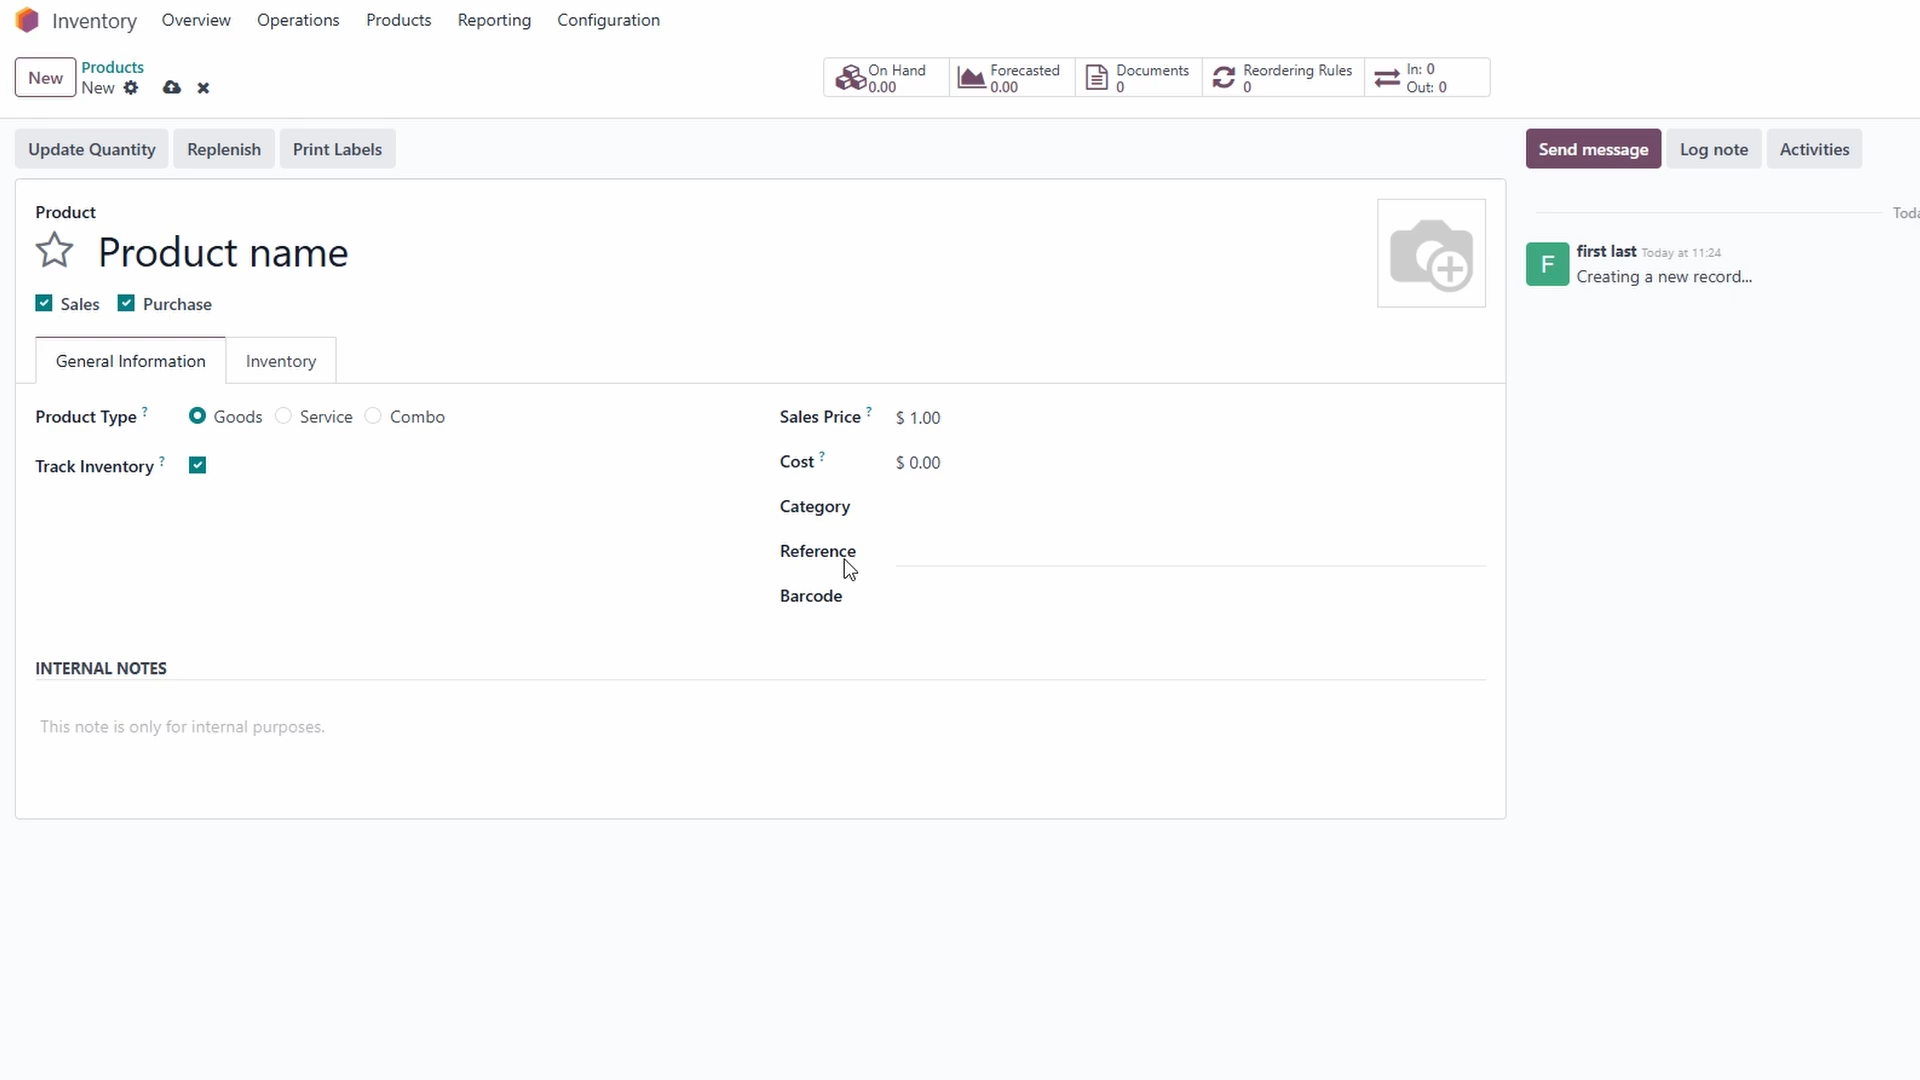 Inventory Overview Operations Products Reporting Configuration
New
Products
New
On Hand
0.00
Forecasted
0.00
Documents
0
Reordering Rules
0
In: 0
Out: 0
Update Quantity Replenish Print Labels
Send message Log note Activities
Product
Product name
Sales Purchase
General Information Inventory
Product Type ? Goods Service Combo
Track Inventory ?
Sales Price ? $ 1.00
Cost ? $ 0.00
Category
Reference
Barcode
INTERNAL NOTES
This note is only for internal purposes.
Toda
F
first last Today at 11:24
Creating a new record...